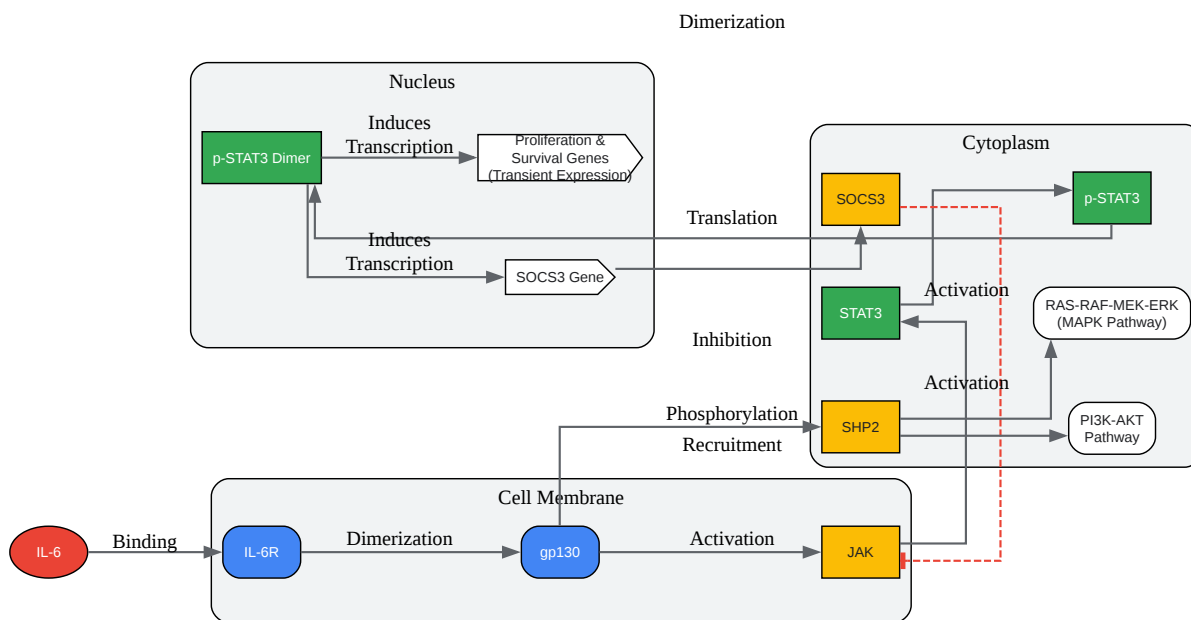 Dimerization
Nucleus
Induces
Transcription
p-STAT3 Dimer
Proliferation &
Survival Genes
(Transient Expression)
Induces
Transcription
SOCS3 Gene
Translation
Cytoplasm
SOCS3
p-STAT3
Activation
STAT3
RAS-RAF-MEK-ERK
(MAPK Pathway)
Inhibition
Activation
Phosphorylation
Recruitment
SHP2
PI3K-AKT
Pathway
Cell Membrane
IL-6
Binding
IL-6R
Dimerization
gp130
Activation
JAK